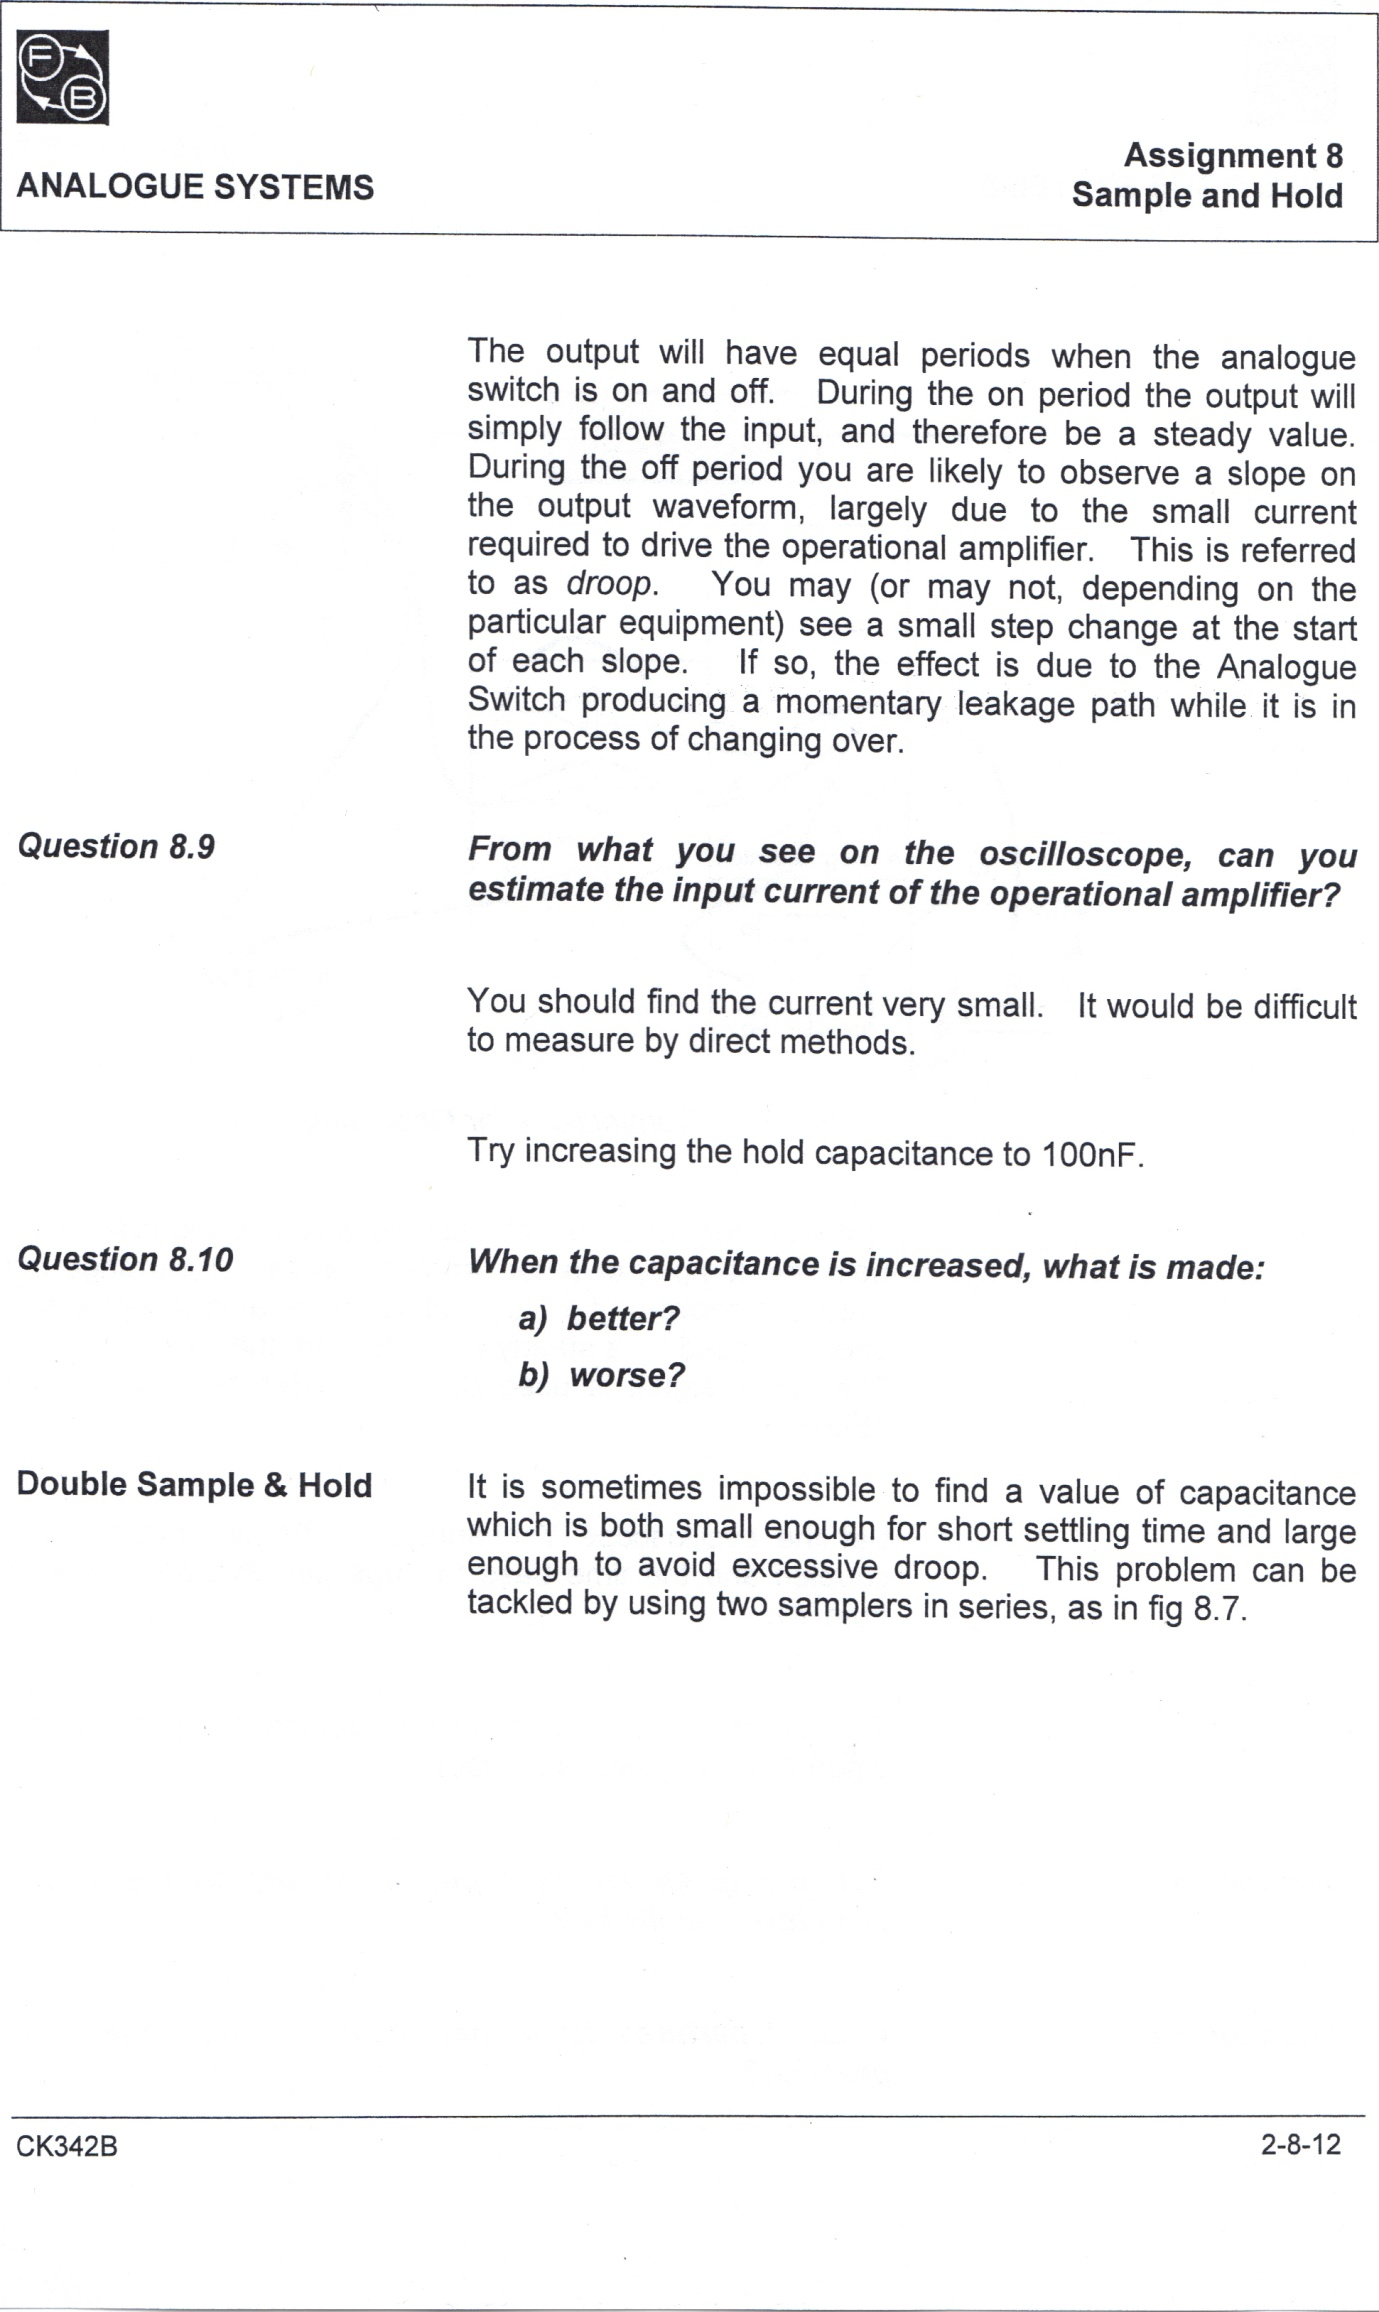 F
B
ANALOGUE SYSTEMS
Assignment 8
Sample and Hold
The output will have equal periods when the analogue
switch is on and off. During the on period the output will
simply follow the input, and therefore be a steady value.
During the off period you are likely to observe a slope on
the output waveform, largely due to the small current
required to drive the operational amplifier. This is referred
to as droop. You may (or may not, depending on the
particular equipment) see a small step change at the start
of each slope. If so, the effect is due to the Analogue
Switch producing a momentary leakage path while it is in
the process of changing over.
Question 8.9
From what you see on the oscilloscope, can you
estimate the input current of the operational amplifier?
You should find the current very small. It would be difficult
to measure by direct methods.
Try increasing the hold capacitance to 100nF.
Question 8.10
When the capacitance is increased, what is made:
a) better?
b) worse?
Double Sample & Hold
It is sometimes impossible to find a value of capacitance
which is both small enough for short settling time and large
enough to avoid excessive droop. This problem can be
tackled by using two samplers in series, as in fig 8.7.
CK342B
2-8-12